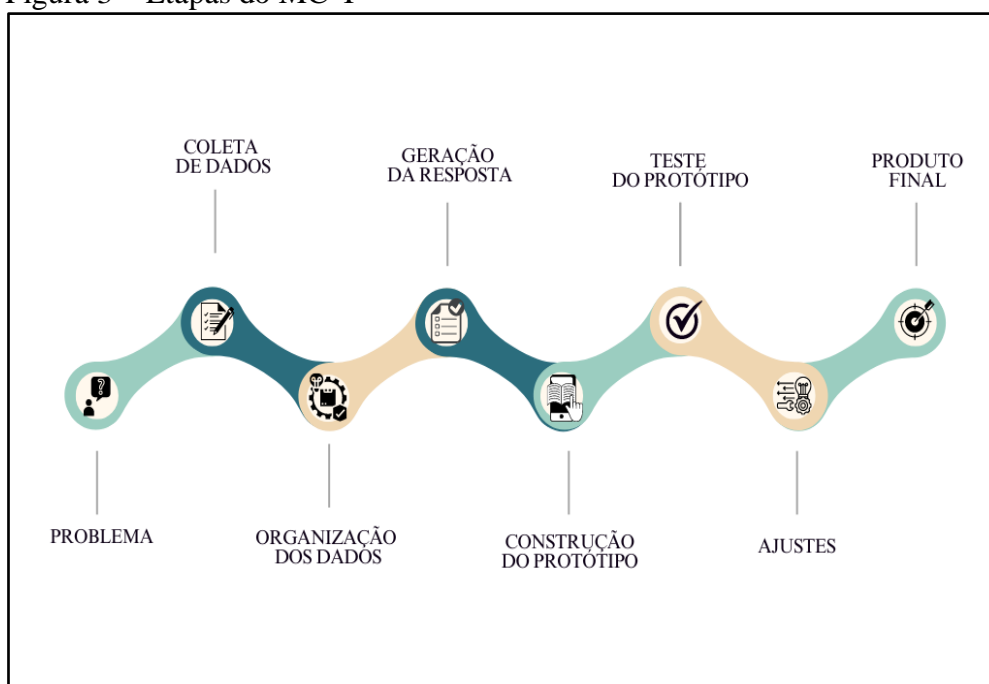 COLETA
DE DADOS
GERAÇÃO
DA RESPOSTA
TESTE
DO PROTÓTIPO
PRODUTO
FINAL
PROBLEMA
ORGANIZAÇÃO
DOS DADOS
CONSTRUÇÃO
DO PROTÓTIPO
AJUSTES